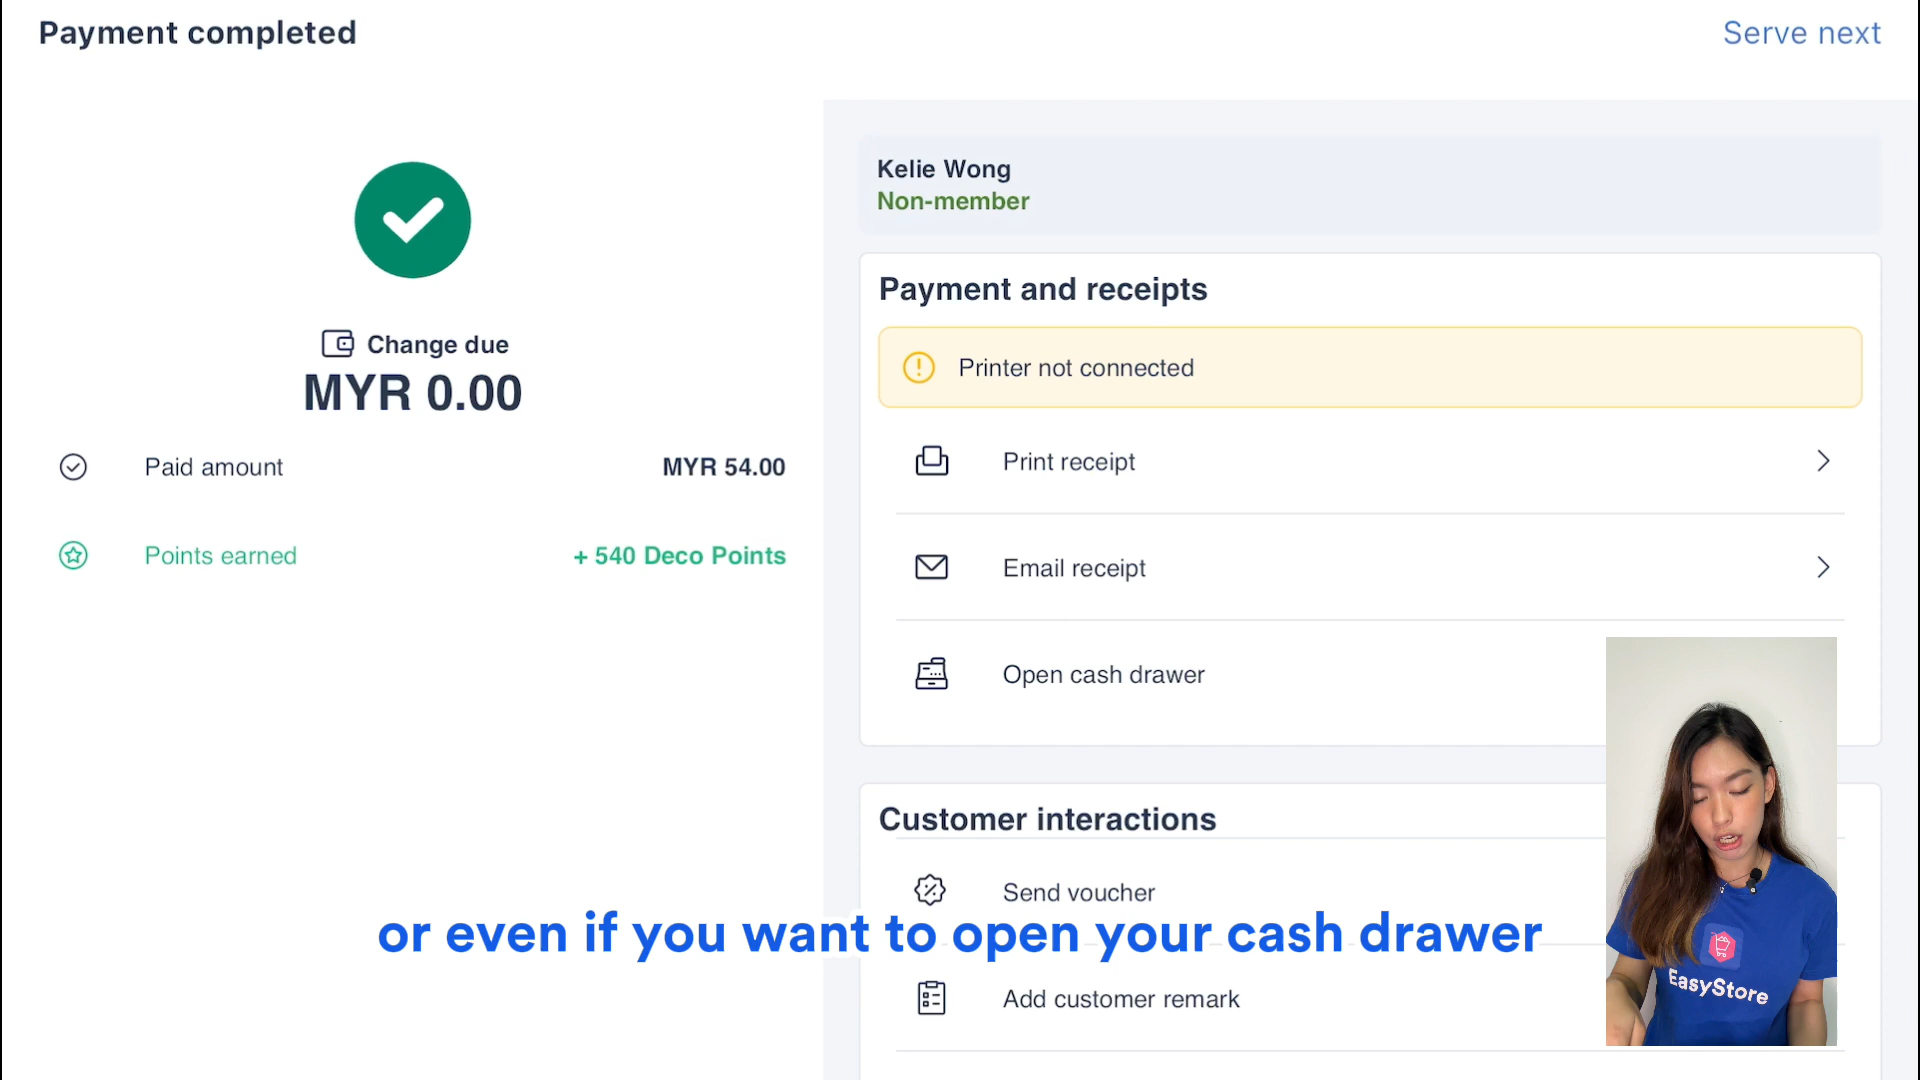 Payment completed
Serve next
Change due
MYR 0.00
Paid amount
MYR 54.00
Points earned
+ 540 Deco Points
Kelie Wong
Non-member
Payment and receipts
Printer not connected
Print receipt
Email receipt
Open cash drawer
Customer interactions
Send voucher
or even if you want to open your cash drawer
Add customer remark
EasyStore